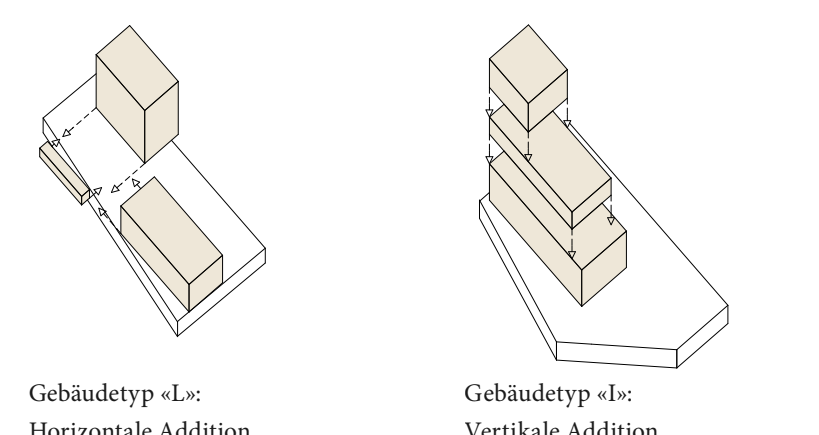 Gebäudetyp «L»:
Horizontale Addition
Gebäudetyp «I»:
Vertikale Addition